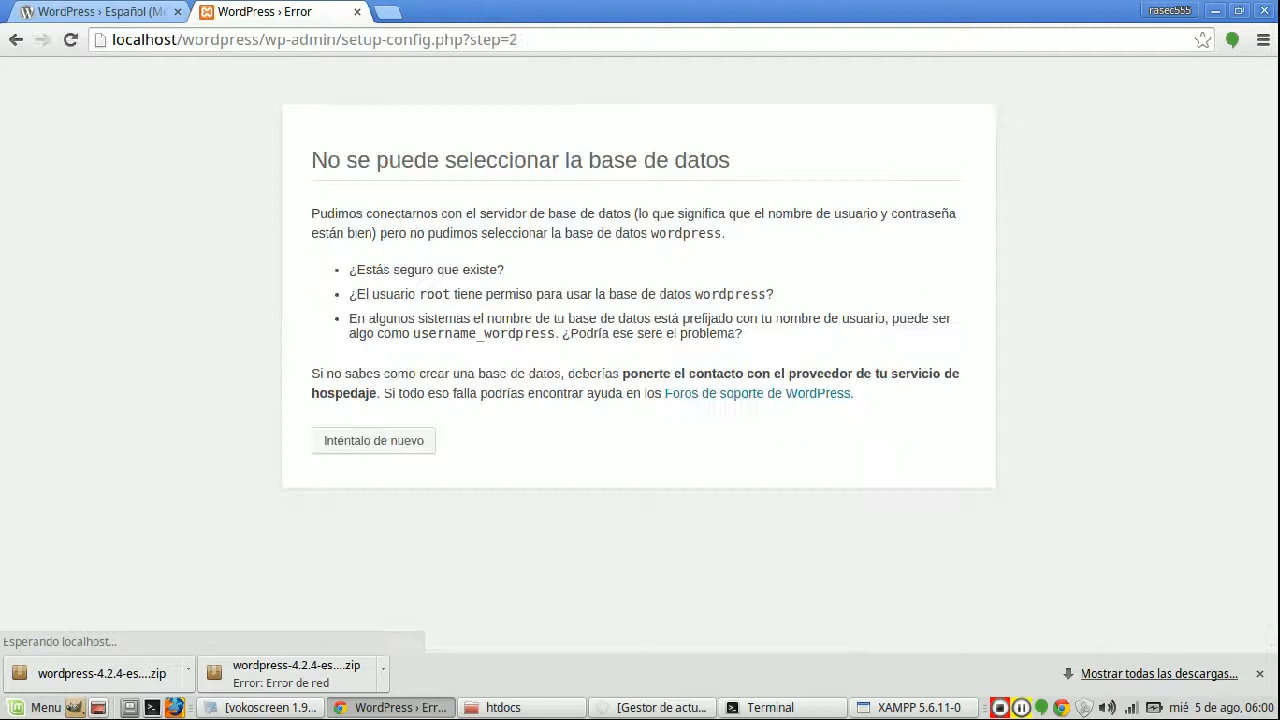 WordPress › Español (Mé
WordPress › Error
rasec555
localhost/wordpress/wp-admin/setup-config.php?step=2
No se puede seleccionar la base de datos
Pudimos conectarnos con el servidor de base de datos (lo que significa que el nombre de usuario y contraseña
están bien) pero no pudimos seleccionar la base de datos wordpress.
• ¿Estás seguro que existe?
• ¿El usuario root tiene permiso para usar la base de datos wordpress?
• En algunos sistemas el nombre de tu base de datos está prefijado con tu nombre de usuario, puede ser
algo como username_wordpress. ¿Podría ese sere el problema?
Si no sabes como crear una base de datos, deberías ponerte el contacto con el proveedor de tu servicio de
hospedaje. Si todo eso falla podrías encontrar ayuda en los Foros de soporte de WordPress.
Inténtalo de nuevo
Esperando localhost...
wordpress-4.2.4-es....zip
wordpress-4.2.4-es....zip
Error: Error de red
Mostrar todas las descargas...
Menu
[vokoscreen 1.9...
WordPress › Err...
htdocs
[Gestor de actu...
Terminal
XAMPP 5.6.11-0
mié 5 de ago, 06:00